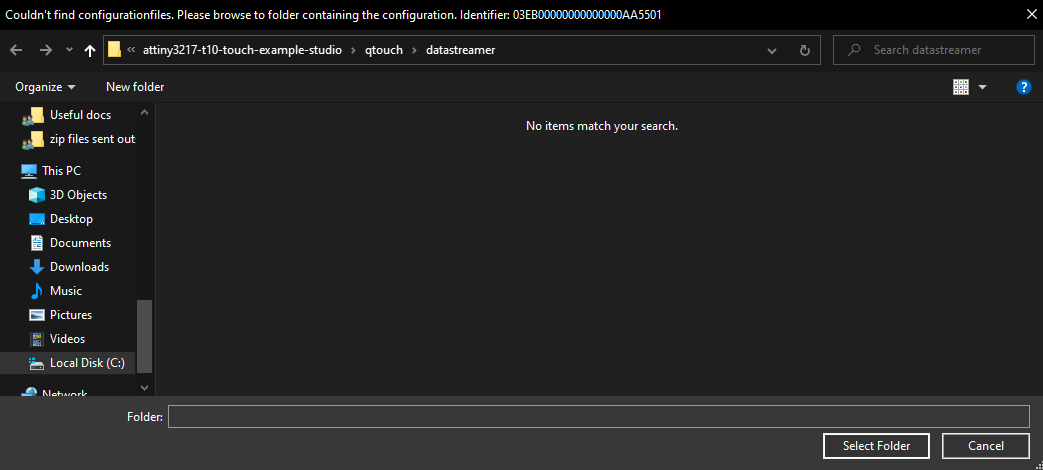 Couldn't find configurationfiles. Please browse to folder containing the configuration. Identifier: 03EB00000000000000AA5501
« attiny3217-t10-touch-example-studio › qtouch › datastreamer
Search datastreamer
Organize
New folder
Useful docs
zip files sent out
This PC
3D Objects
Desktop
Documents
Downloads
Music
Pictures
Videos
Local Disk (C:)
Network
No items match your search.
Folder:
Select Folder
Cancel